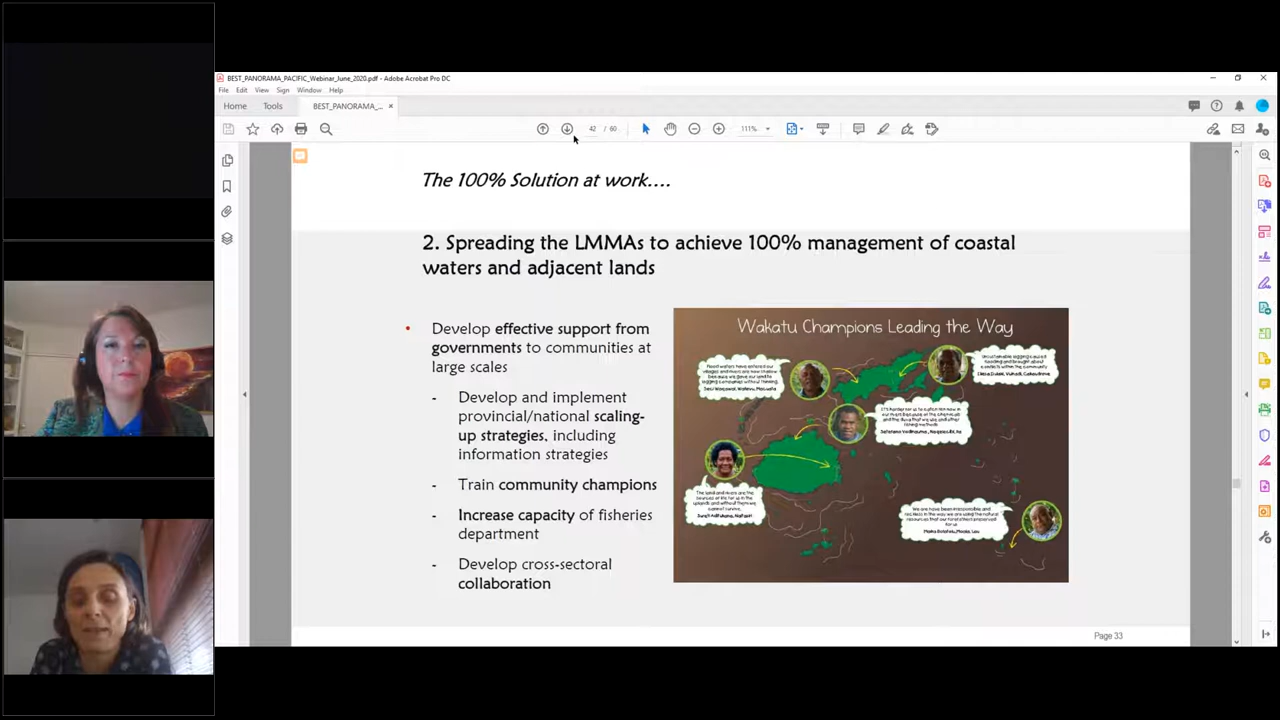 BEST_PANORAMA_PACIFIC_Webinar_June_2020.pdf - Adobe Acrobat Pro DC
File Edit View Sign Window Help
Home Tools BEST_PANORAMA_...
42 / 60
111%
The 100% Solution at work....
2. Spreading the LMMAs to achieve 100% management of coastal
waters and adjacent lands
• Develop effective support from
governments to communities at
large scales
- Develop and implement
provincial/national scaling-
up strategies, including
information strategies
- Train community champions
- Increase capacity of fisheries
department
- Develop cross-sectoral
collaboration
Wakatu Champions Leading the Way
Page 33